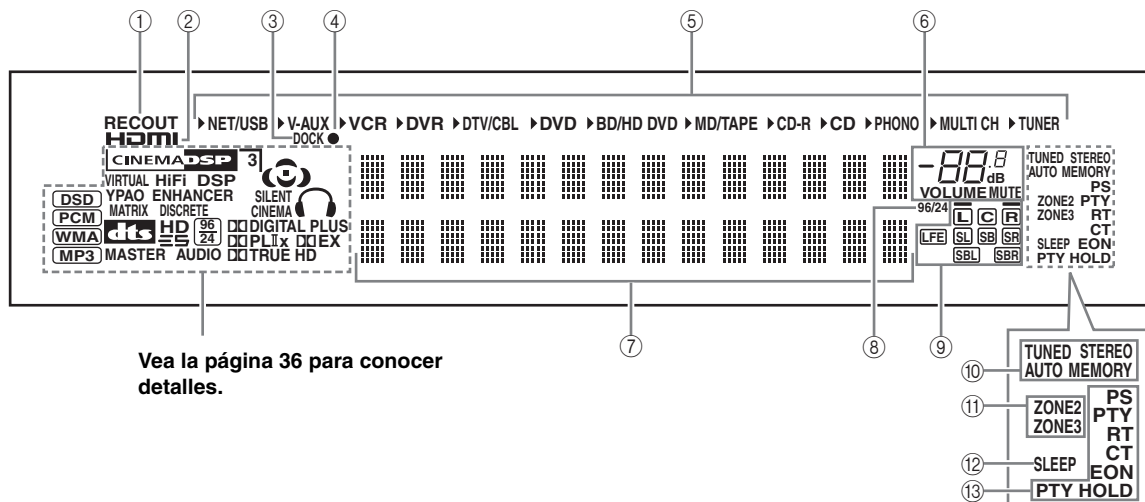 ① ② ③ ④ ⑤ ⑥
RECOUT ▶NET/USB ▶V-AUX ▶VCR ▶DVR ▶DTV/CBL ▶DVD ▶BD/HD DVD ▶MD/TAPE ▶CD-R ▶CD ▶PHONO ▶MULTI CH ▶TUNER
HDMI DOCK ●
CINEMA DSP 3
VIRTUAL HiFi DSP
YPAO ENHANCER
MATRIX DISCRETE
SILENT
CINEMA
DSD
PCM
WMA
MP3
dts HD ES 96/24
MASTER AUDIO
DIGITAL PLUS
PLIIx EX
TRUE HD
-88.8 dB
VOLUME MUTE
96/24 L C R
LFE SL SB SR
SBL SBR
TUNED STEREO
AUTO MEMORY
PS
ZONE2 PTY
ZONE3 RT
CT
SLEEP EON
PTY HOLD
⑦ ⑧ ⑨
Vea la página 36 para conocer
detalles.
⑩ TUNED STEREO
AUTO MEMORY
PS
⑪ ZONE2 PTY
ZONE3 RT
CT
⑫ SLEEP EON
⑬ PTY HOLD